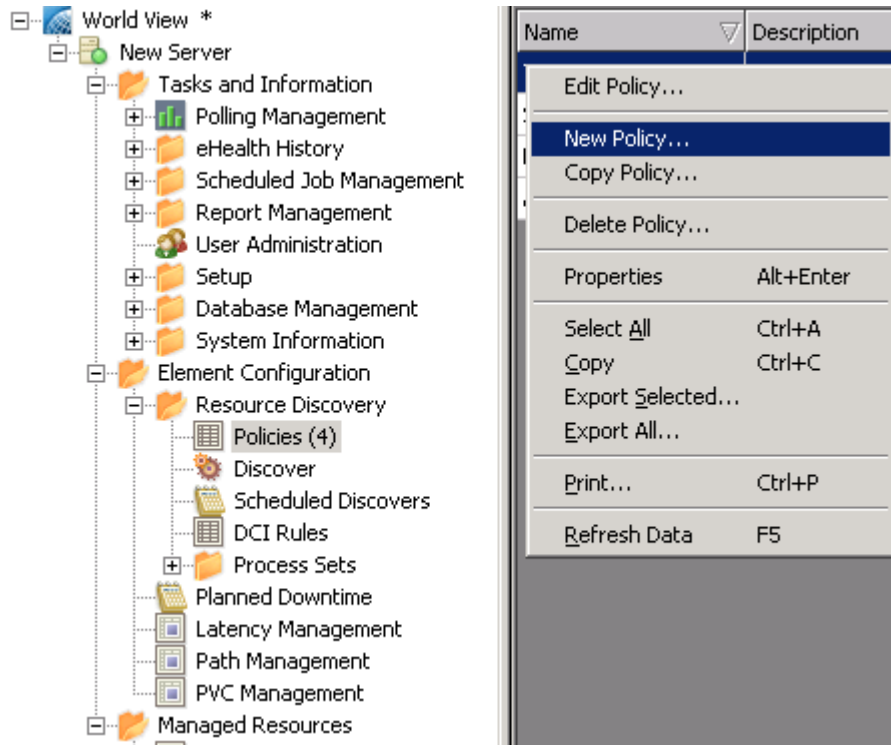 World View *
New Server
Tasks and Information
Polling Management
eHealth History
Scheduled Job Management
Report Management
User Administration
Setup
Database Management
System Information
Element Configuration
Resource Discovery
Policies (4)
Discover
Scheduled Discovers
DCI Rules
Process Sets
Planned Downtime
Latency Management
Path Management
PVC Management
Managed Resources
Name Description
Edit Policy...
New Policy...
Copy Policy...
Delete Policy...
Properties Alt+Enter
Select All Ctrl+A
Copy Ctrl+C
Export Selected...
Export All...
Print... Ctrl+P
Refresh Data F5